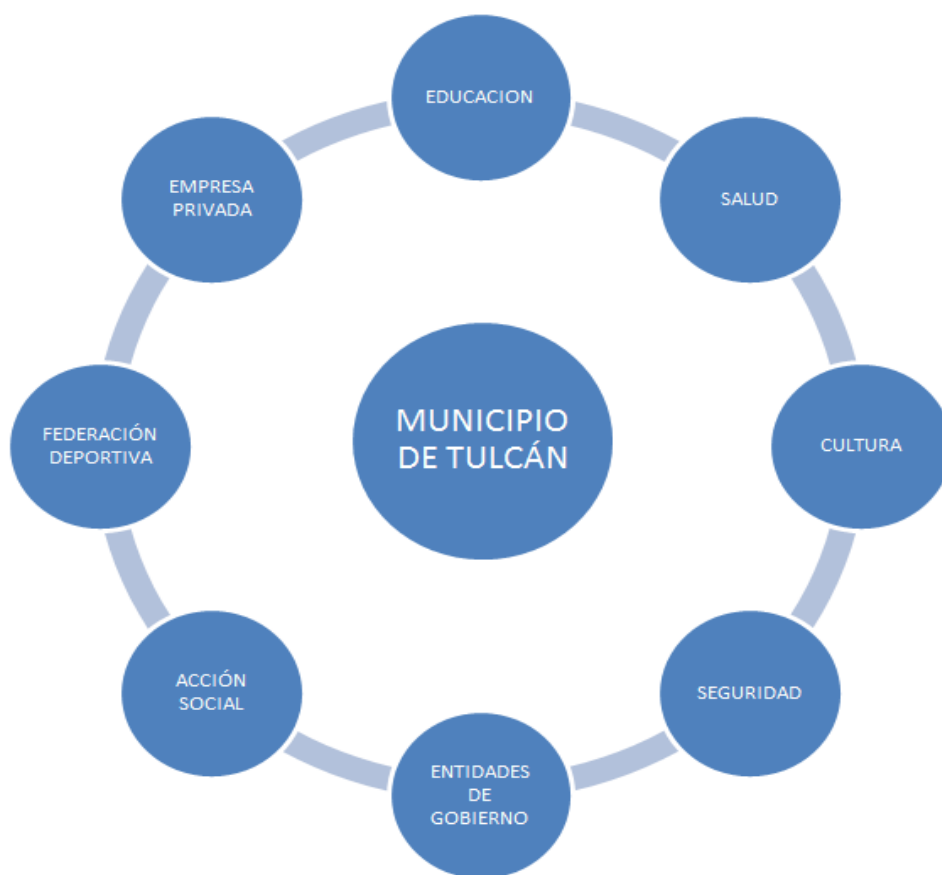 EDUCACION
SALUD
CULTURA
SEGURIDAD
ENTIDADES
DE
GOBIERNO
ACCIÓN
SOCIAL
FEDERACIÓN
DEPORTIVA
EMPRESA
PRIVADA
MUNICIPIO
DE TULCÁN